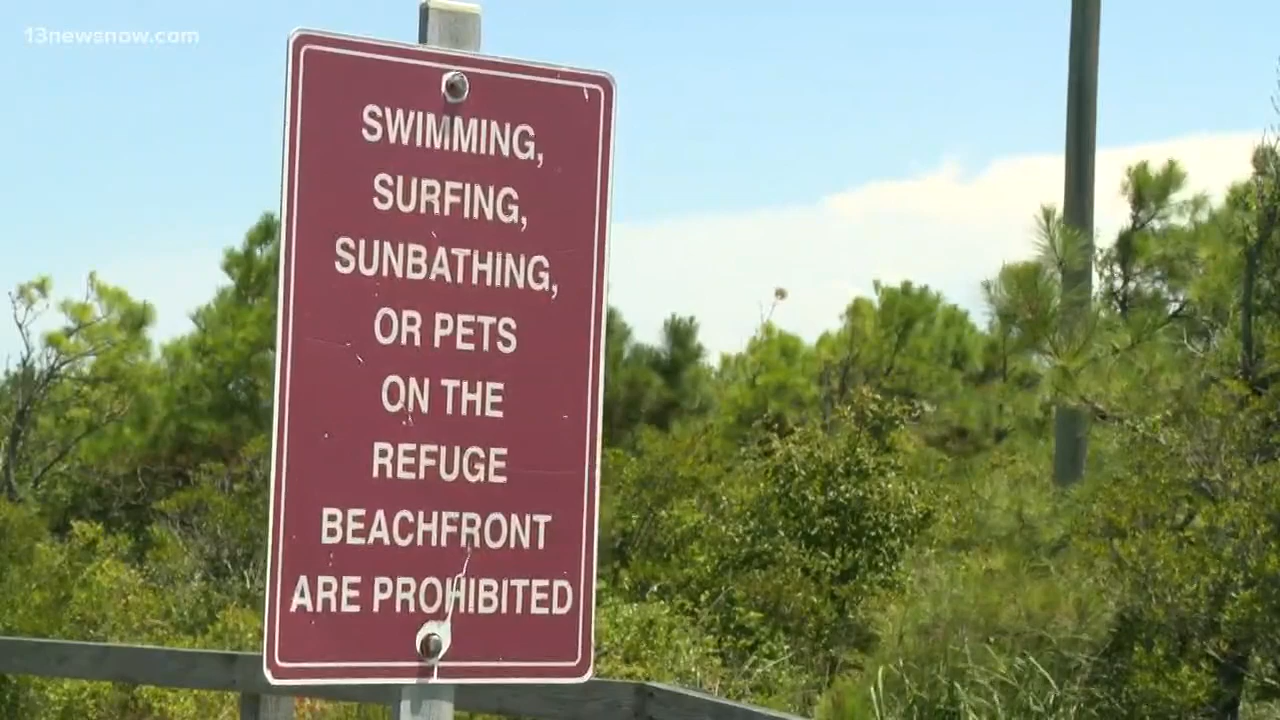 13newsnow.com
SWIMMING,
SURFING,
SUNBATHING,
OR PETS
ON THE
REFUGE
BEACHFRONT
ARE PROHIBITED